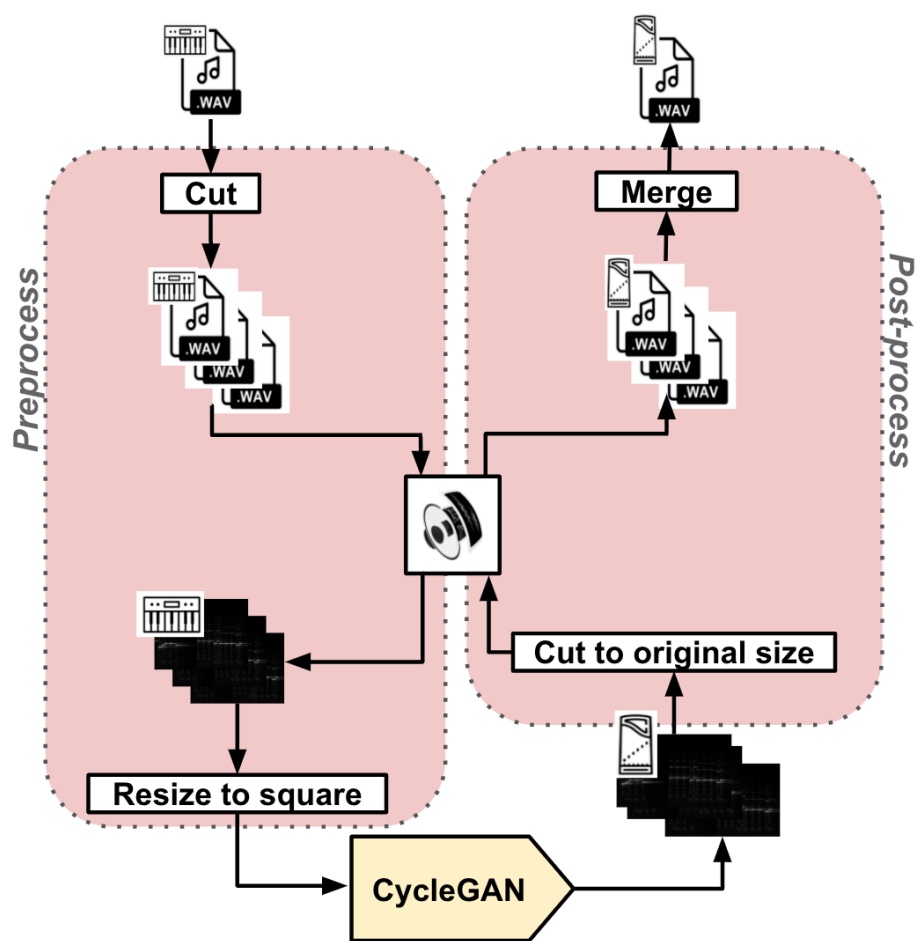 .WAV
Cut
.WAV
.WAV
.WAV
Preprocess
Resize to square
CycleGAN
Cut to original size
.WAV
.WAV
.WAV
Merge
.WAV
Post-process